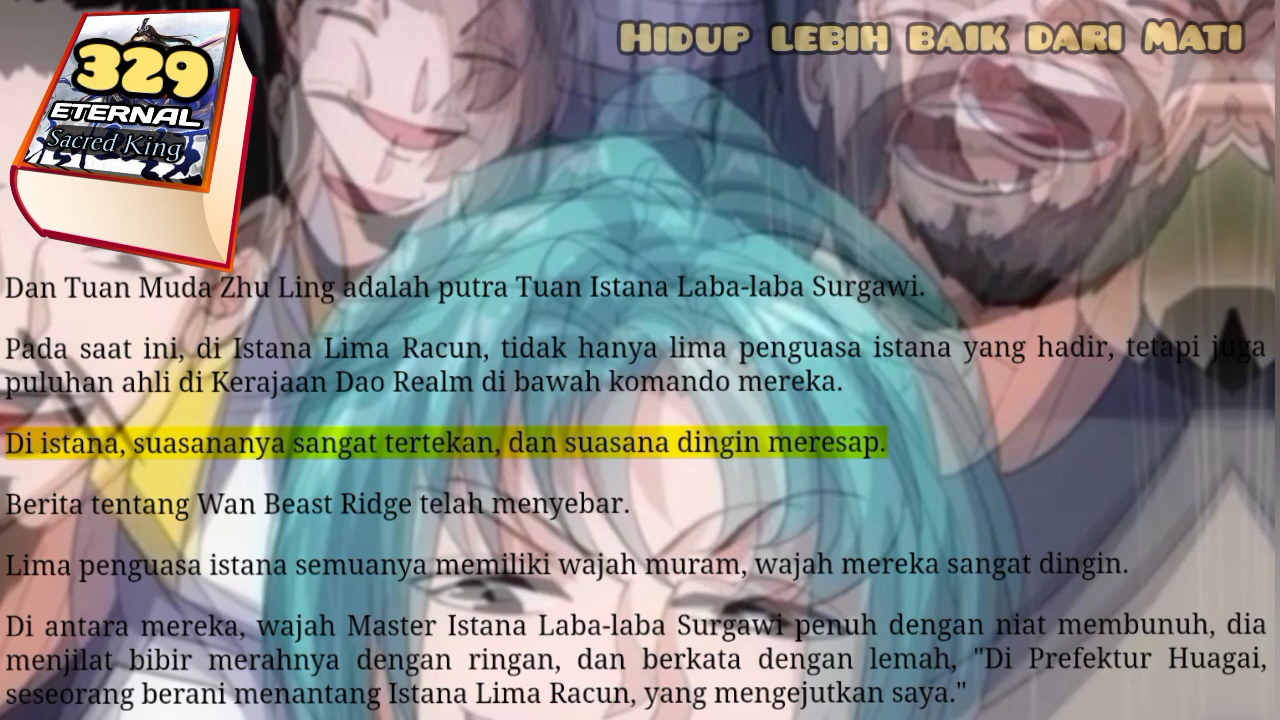 Hidup lebih baik dari Mati
329
ETERNAL
Sacred King
Dan Tuan Muda Zhu Ling adalah putra Tuan Istana Laba-laba Surgawi.
Pada saat ini, di Istana Lima Racun, tidak hanya lima penguasa istana yang hadir, tetapi juga
puluhan ahli di Kerajaan Dao Realm di bawah komando mereka.
Di istana, suasananya sangat tertekan, dan suasana dingin meresap.
Berita tentang Wan Beast Ridge telah menyebar.
Lima penguasa istana semuanya memiliki wajah muram, wajah mereka sangat dingin.
Di antara mereka, wajah Master Istana Laba-laba Surgawi penuh dengan niat membunuh, dia
menjilat bibir merahnya dengan ringan, dan berkata dengan lemah, "Di Prefektur Huagai,
seseorang berani menantang Istana Lima Racun, yang mengejutkan saya."